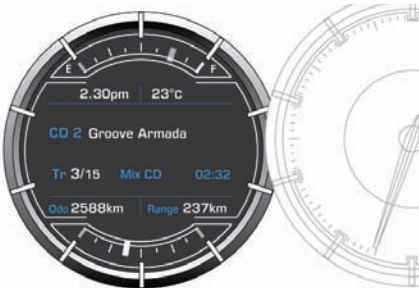 E F
2.30pm 23°C
CD 2 Groove Armada
Tr 3/15 Mix CD 02:32
Odo 2588km Range 237km